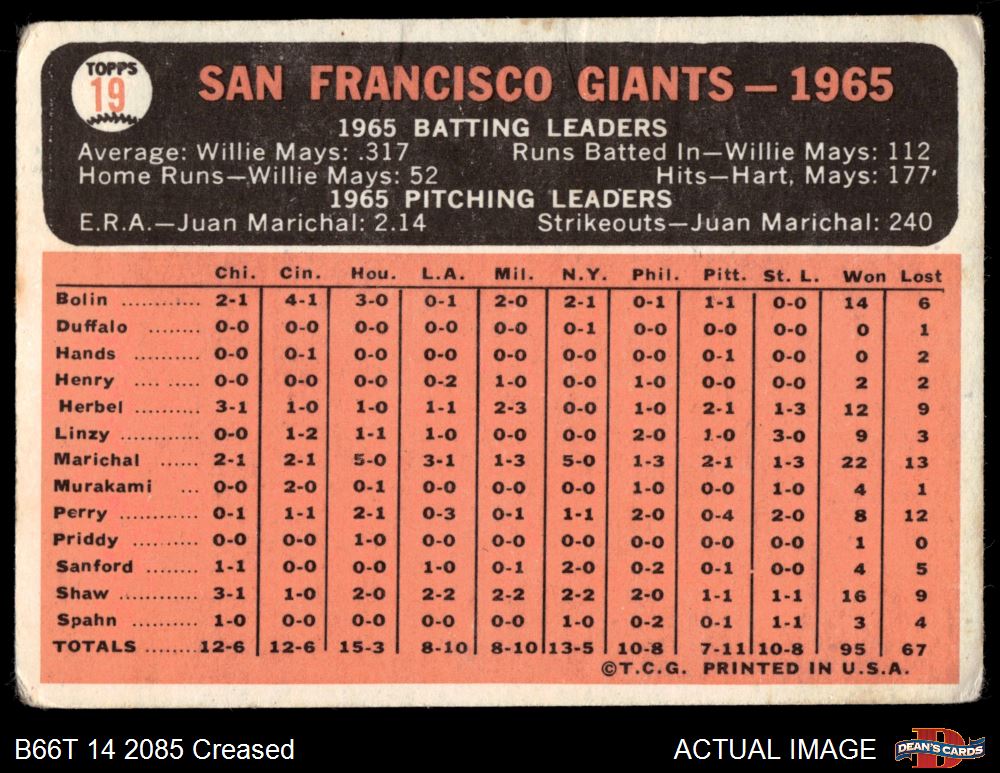 TOPPS
19
SAN FRANCISCO GIANTS — 1965
1965 BATTING LEADERS
Average: Willie Mays: .317 Runs Batted In—Willie Mays: 112
Home Runs—Willie Mays: 52 Hits—Hart, Mays: 177
1965 PITCHING LEADERS
E.R.A.—Juan Marichal: 2.14 Strikeouts—Juan Marichal: 240
Chi. Cin. Hou. L.A. Mil. N.Y. Phil. Pitt. St. L. Won Lost
Bolin ............ 2-1 4-1 3-0 0-1 2-0 2-1 0-1 1-1 0-0 14 6
Duffalo ........ 0-0 0-0 0-0 0-0 0-0 0-1 0-0 0-0 0-0 0 1
Hands .......... 0-0 0-1 0-0 0-0 0-0 0-0 0-0 0-1 0-0 0 2
Henry .... ..... 0-0 0-0 0-0 0-2 1-0 0-0 1-0 0-0 0-0 2 2
Herbel .......... 3-1 1-0 1-0 1-1 2-3 0-0 1-0 2-1 1-3 12 9
Linzy ............ 0-0 1-2 1-1 1-0 0-0 0-0 2-0 1-0 3-0 9 3
Marichal ...... 2-1 2-1 5-0 3-1 1-3 5-0 1-3 2-1 1-3 22 13
Murakami ... 0-0 2-0 0-1 0-0 0-0 0-0 1-0 0-0 1-0 4 1
Perry ............ 0-1 1-1 2-1 0-3 0-1 1-1 2-0 0-4 2-0 8 12
Priddy .......... 0-0 0-0 1-0 0-0 0-0 0-0 0-0 0-0 0-0 1 0
Sanford ........ 1-1 0-0 0-0 1-0 0-1 2-0 0-2 0-1 0-0 4 5
Shaw ............ 3-1 1-0 2-0 2-2 2-2 2-2 2-0 1-1 1-1 16 9
Spahn .......... 1-0 0-0 0-0 0-0 0-0 1-0 0-2 0-1 1-1 3 4
TOTALS ........ 12-6 12-6 15-3 8-10 8-10 13-5 10-8 7-11 10-8 95 67
©T.C.G. PRINTED IN U.S.A.
B66T 14 2085 Creased ACTUAL IMAGE
D
DEAN'S CARDS